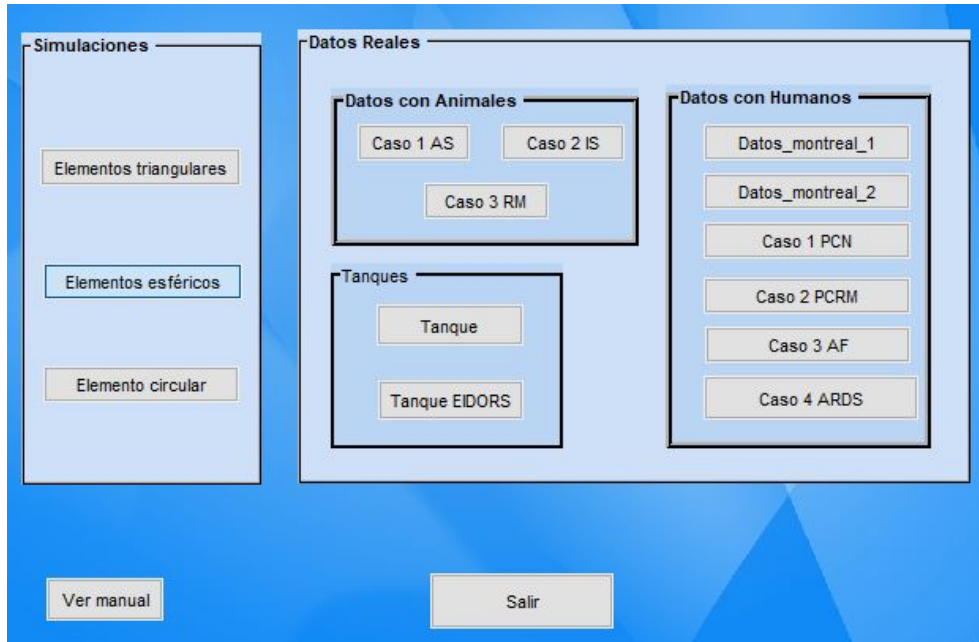 Simulaciones
Elementos triangulares
Elementos esféricos
Elemento circular
Datos Reales
Datos con Animales
Caso 1 AS
Caso 2 IS
Caso 3 RM
Tanques
Tanque
Tanque EIDORS
Datos con Humanos
Datos_montreal_1
Datos_montreal_2
Caso 1 PCN
Caso 2 PCRM
Caso 3 AF
Caso 4 ARDS
Ver manual
Salir